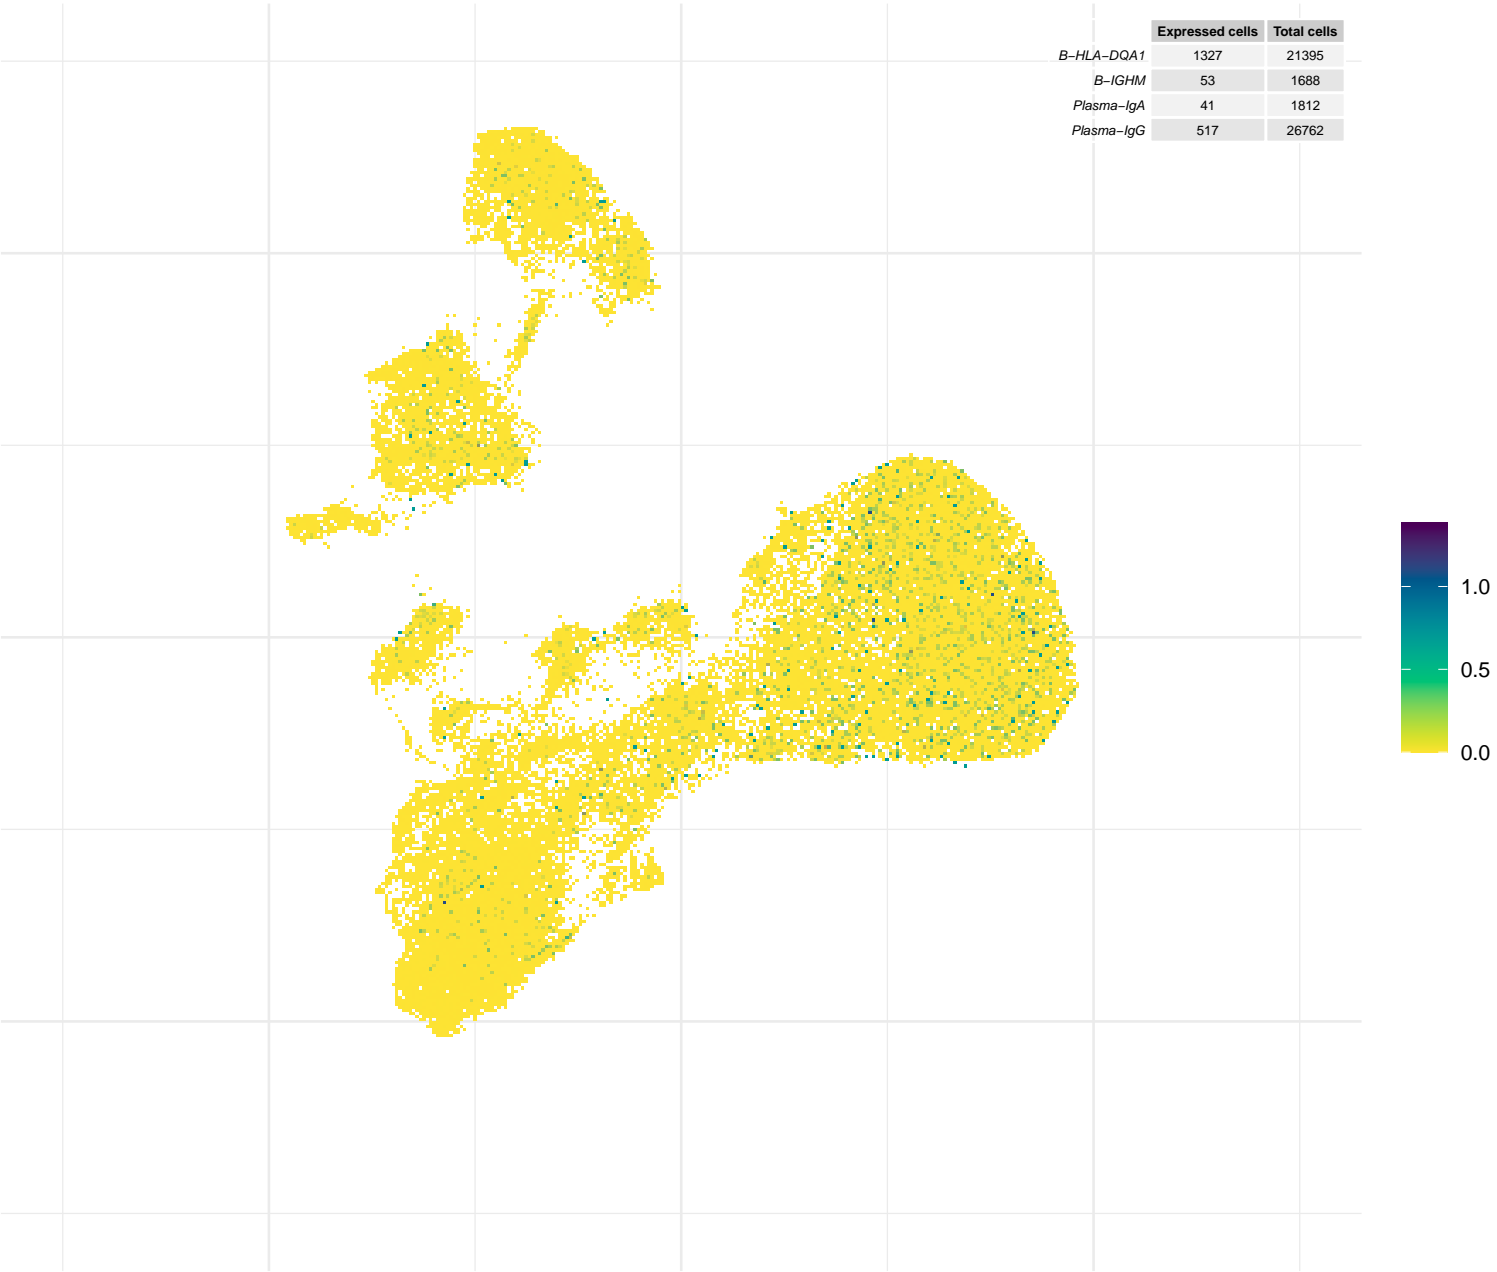 Expressed cells Total cells
B−HLA−DQA1 1327 21395
B−IGHM 53 1688
Plasma−IgA 41 1812
Plasma−IgG 517 26762
1.0
0.5
0.0